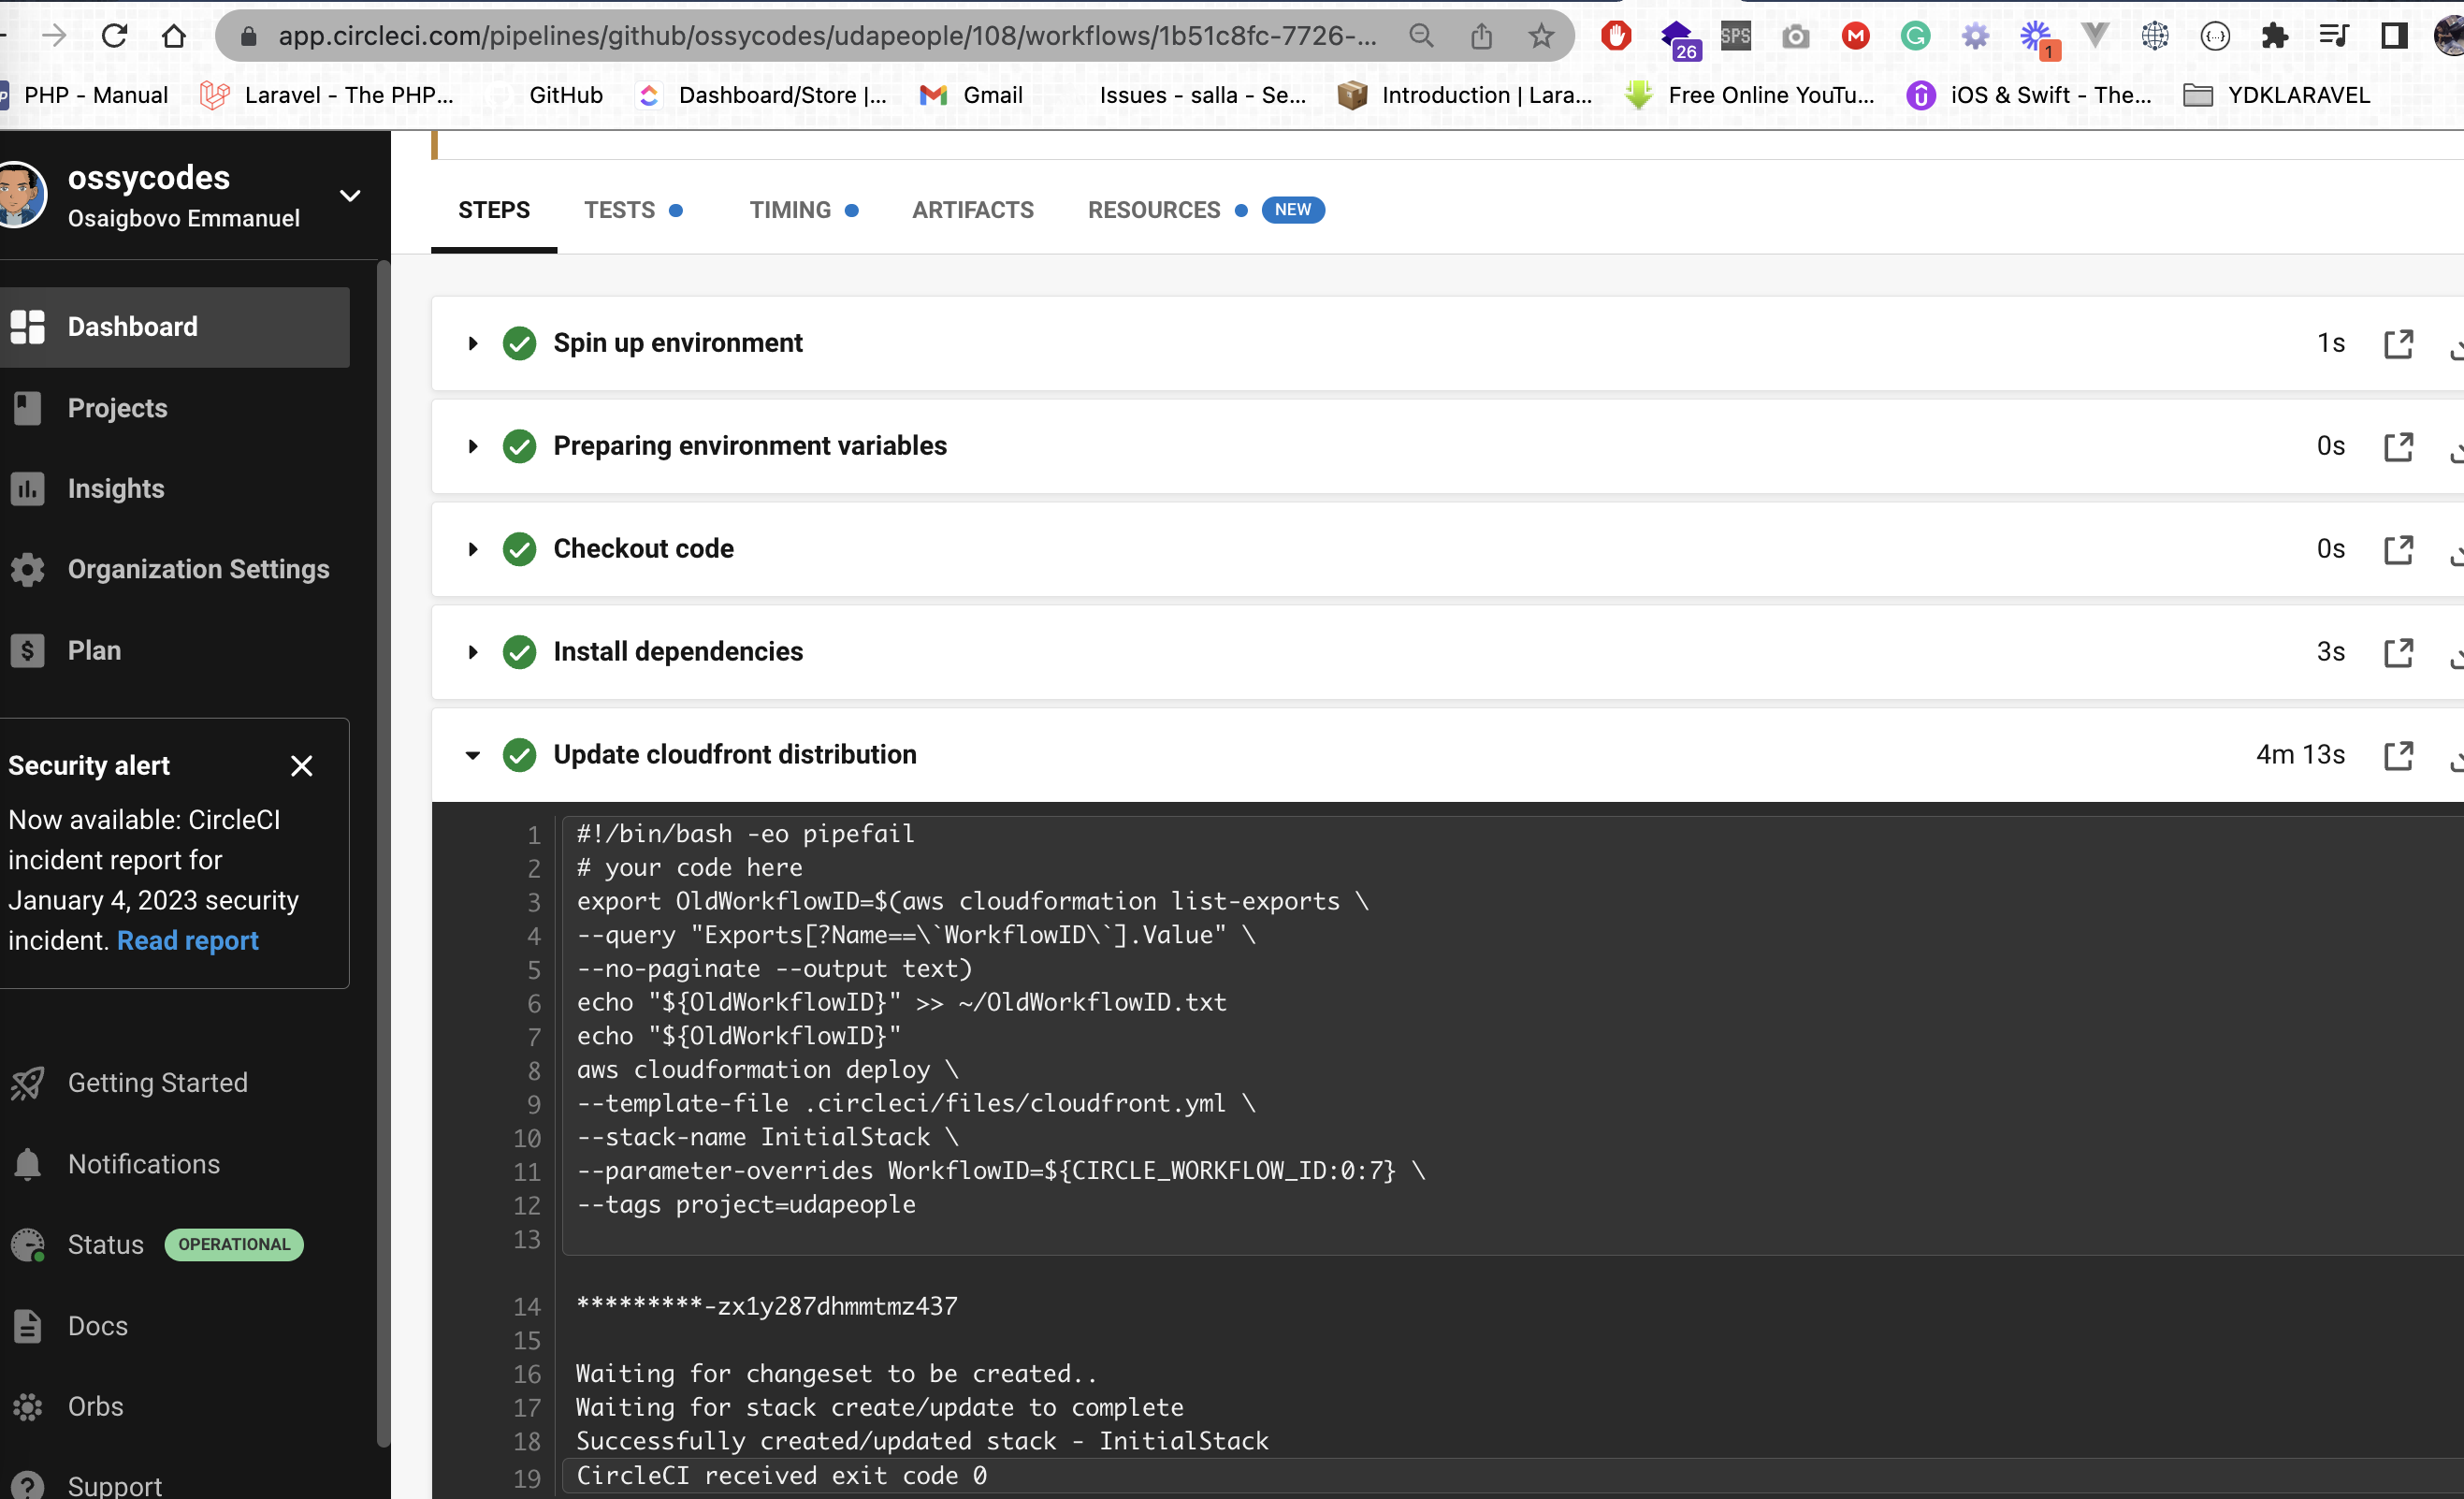 app.circleci.com/pipelines/github/ossycodes/udapeople/108/workflows/1b51c8fc-7726-...
26
SPS
1
PHP - Manual
Laravel - The PHP...
GitHub
Dashboard/Store |...
Gmail
Issues - salla - Se...
Introduction | Lara...
Free Online YouTu...
iOS & Swift - The...
YDKLARAVEL
ossycodes
Osaigbovo Emmanuel
Dashboard
Projects
Insights
Organization Settings
Plan
Security alert
Now available: CircleCI
incident report for
January 4, 2023 security
incident. Read report
Getting Started
Notifications
Status OPERATIONAL
Docs
Orbs
Support
STEPS
TESTS
TIMING
ARTIFACTS
RESOURCES NEW
Spin up environment 1s
Preparing environment variables 0s
Checkout code 0s
Install dependencies 3s
Update cloudfront distribution 4m 13s
1 #!/bin/bash -eo pipefail
2 # your code here
3 export OldWorkflowID=$(aws cloudformation list-exports \
4 --query "Exports[?Name==\`WorkflowID\`].Value" \
5 --no-paginate --output text)
6 echo "${OldWorkflowID}" >> ~/OldWorkflowID.txt
7 echo "${OldWorkflowID}"
8 aws cloudformation deploy \
9 --template-file .circleci/files/cloudfront.yml \
10 --stack-name InitialStack \
11 --parameter-overrides WorkflowID=${CIRCLE_WORKFLOW_ID:0:7} \
12 --tags project=udapeople
13
14 *********-zx1y287dhmmtmz437
15
16 Waiting for changeset to be created..
17 Waiting for stack create/update to complete
18 Successfully created/updated stack - InitialStack
19 CircleCI received exit code 0